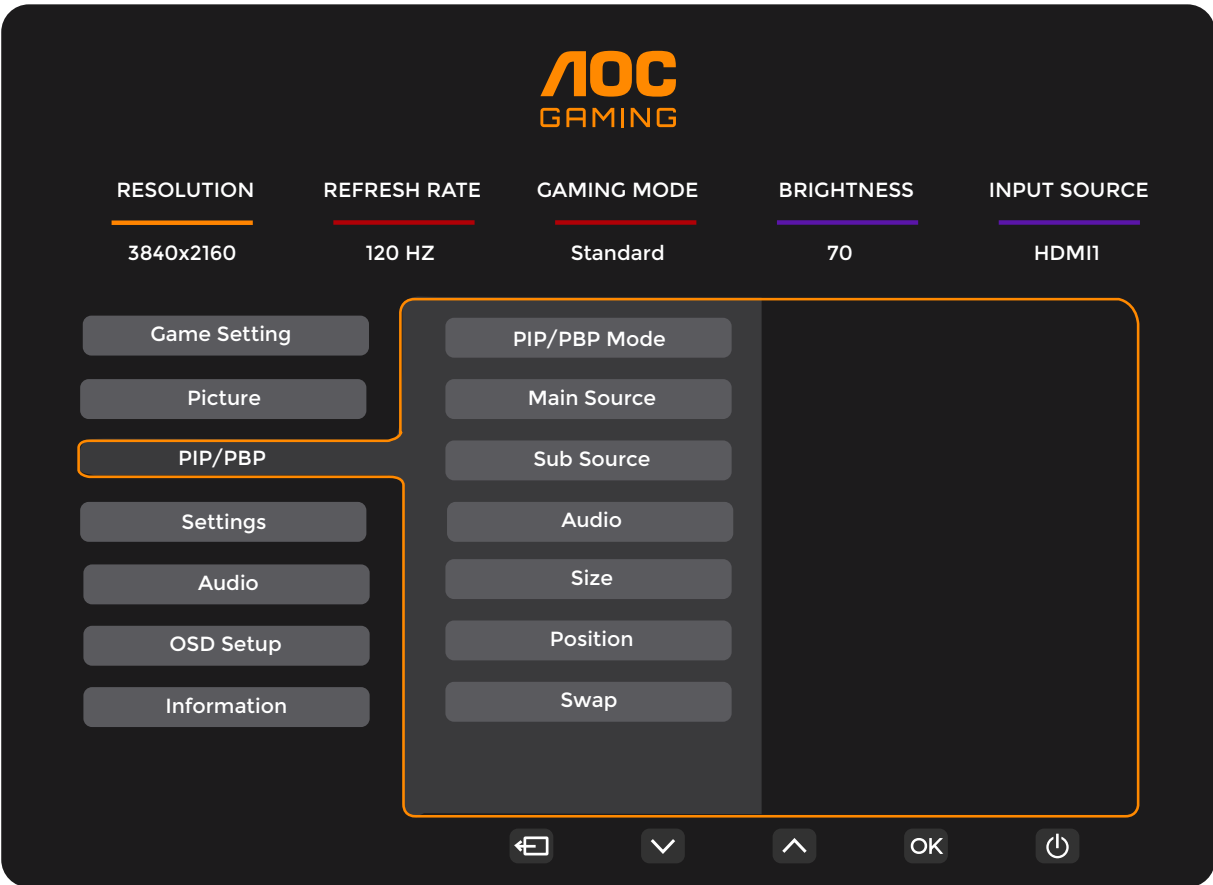 AOC
GAMING
RESOLUTION
REFRESH RATE
GAMING MODE
BRIGHTNESS
INPUT SOURCE
3840x2160
120 HZ
Standard
70
HDMI1
Game Setting
Picture
PIP/PBP
Settings
Audio
OSD Setup
Information
PIP/PBP Mode
Main Source
Sub Source
Audio
Size
Position
Swap
OK